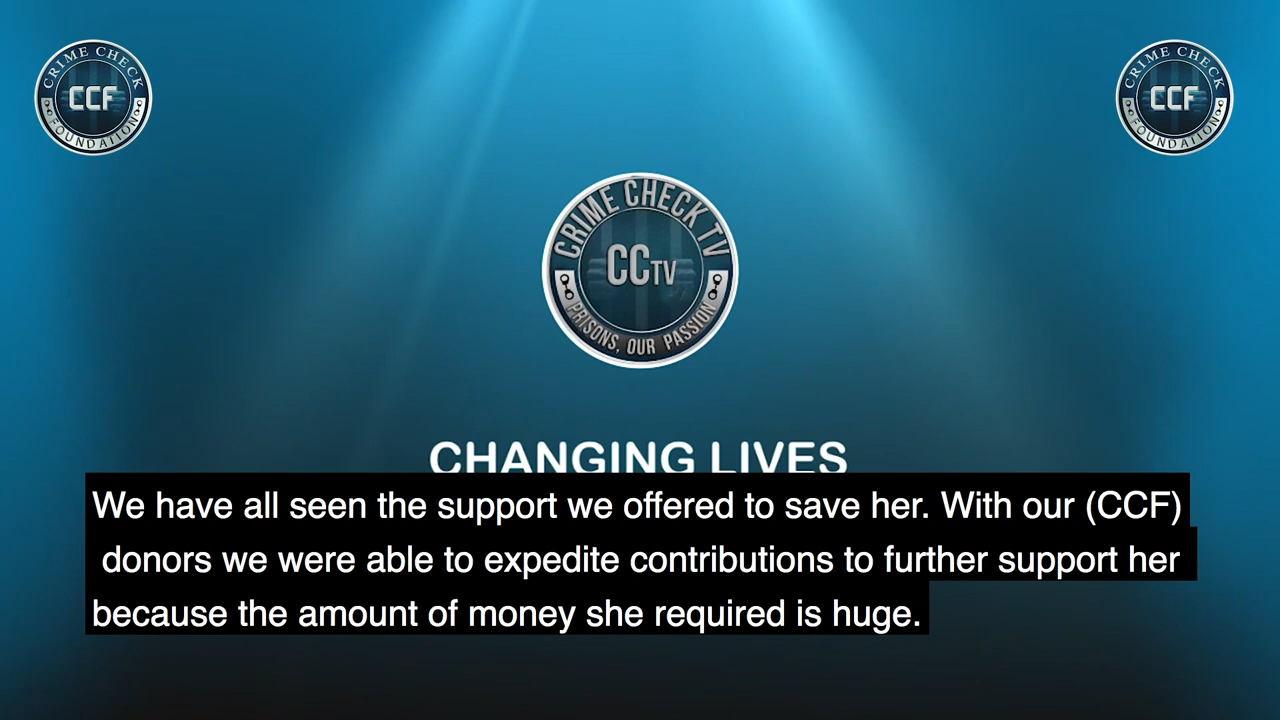 CRIME CHECK
CCF
FOUNDATION
CRIME CHECK
CCF
FOUNDATION
CRIME CHECK TV
CCTV
PRISONS, OUR PASSION
CHANGING LIVES
We have all seen the support we offered to save her. With our (CCF)
donors we were able to expedite contributions to further support her
because the amount of money she required is huge.